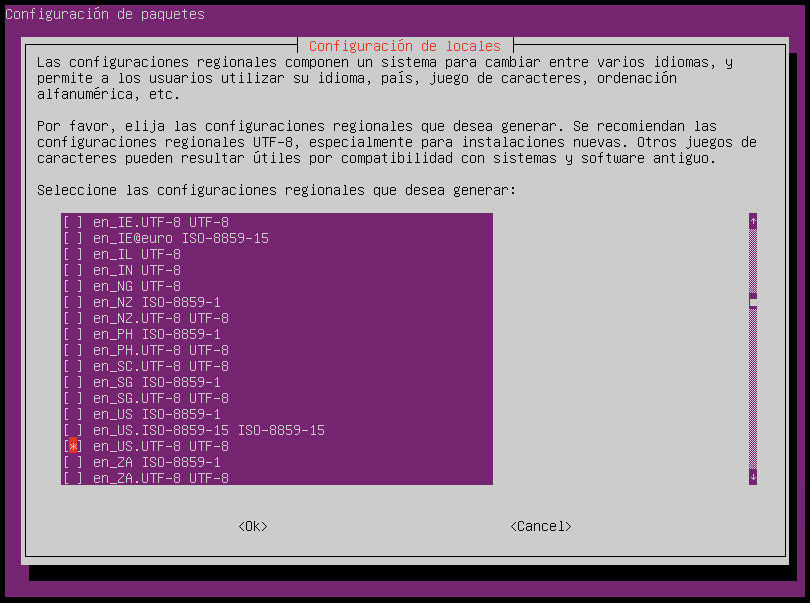 Configuración de paquetes
Configuración de locales
Las configuraciones regionales componen un sistema para cambiar entre varios idiomas, y
permite a los usuarios utilizar su idioma, país, juego de caracteres, ordenación
alfanumérica, etc.
Por favor, elija las configuraciones regionales que desea generar. Se recomiendan las
configuraciones regionales UTF-8, especialmente para instalaciones nuevas. Otros juegos de
caracteres pueden resultar útiles por compatibilidad con sistemas y software antiguo.
Seleccione las configuraciones regionales que desea generar:
[ ] en_IE.UTF-8 UTF-8
[ ] en_IE@euro ISO-8859-15
[ ] en_IL UTF-8
[ ] en_IN UTF-8
[ ] en_NG UTF-8
[ ] en_NZ ISO-8859-1
[ ] en_NZ.UTF-8 UTF-8
[ ] en_PH ISO-8859-1
[ ] en_PH.UTF-8 UTF-8
[ ] en_SC.UTF-8 UTF-8
[ ] en_SG ISO-8859-1
[ ] en_SG.UTF-8 UTF-8
[ ] en_US ISO-8859-1
[ ] en_US.ISO-8859-15 ISO-8859-15
[*] en_US.UTF-8 UTF-8
[ ] en_ZA ISO-8859-1
[ ] en_ZA.UTF-8 UTF-8
<Ok> <Cancel>